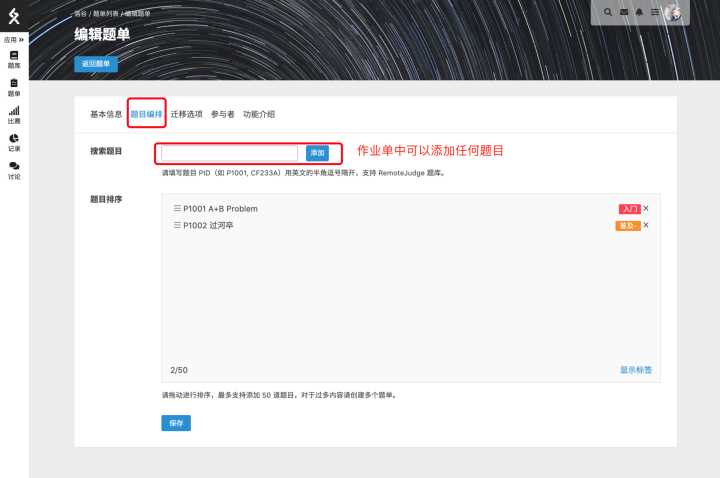 洛谷 / 题单列表 / 编辑题单
编辑题单
返回题单
应用
题库
题单
比赛
记录
讨论
基本信息 题目编排 迁移选项 参与者 功能介绍
搜索题目 添加 作业单中可以添加任何题目
请填写题目 PID（如 P1001, CF233A）用英文的半角逗号隔开，支持 RemoteJudge 题库。
题目排序
P1001 A+B Problem 入门
P1002 过河卒 普及-
2/50 显示标签
请拖动进行排序，最多支持添加 50 道题目，对于过多内容请创建多个题单。
保存